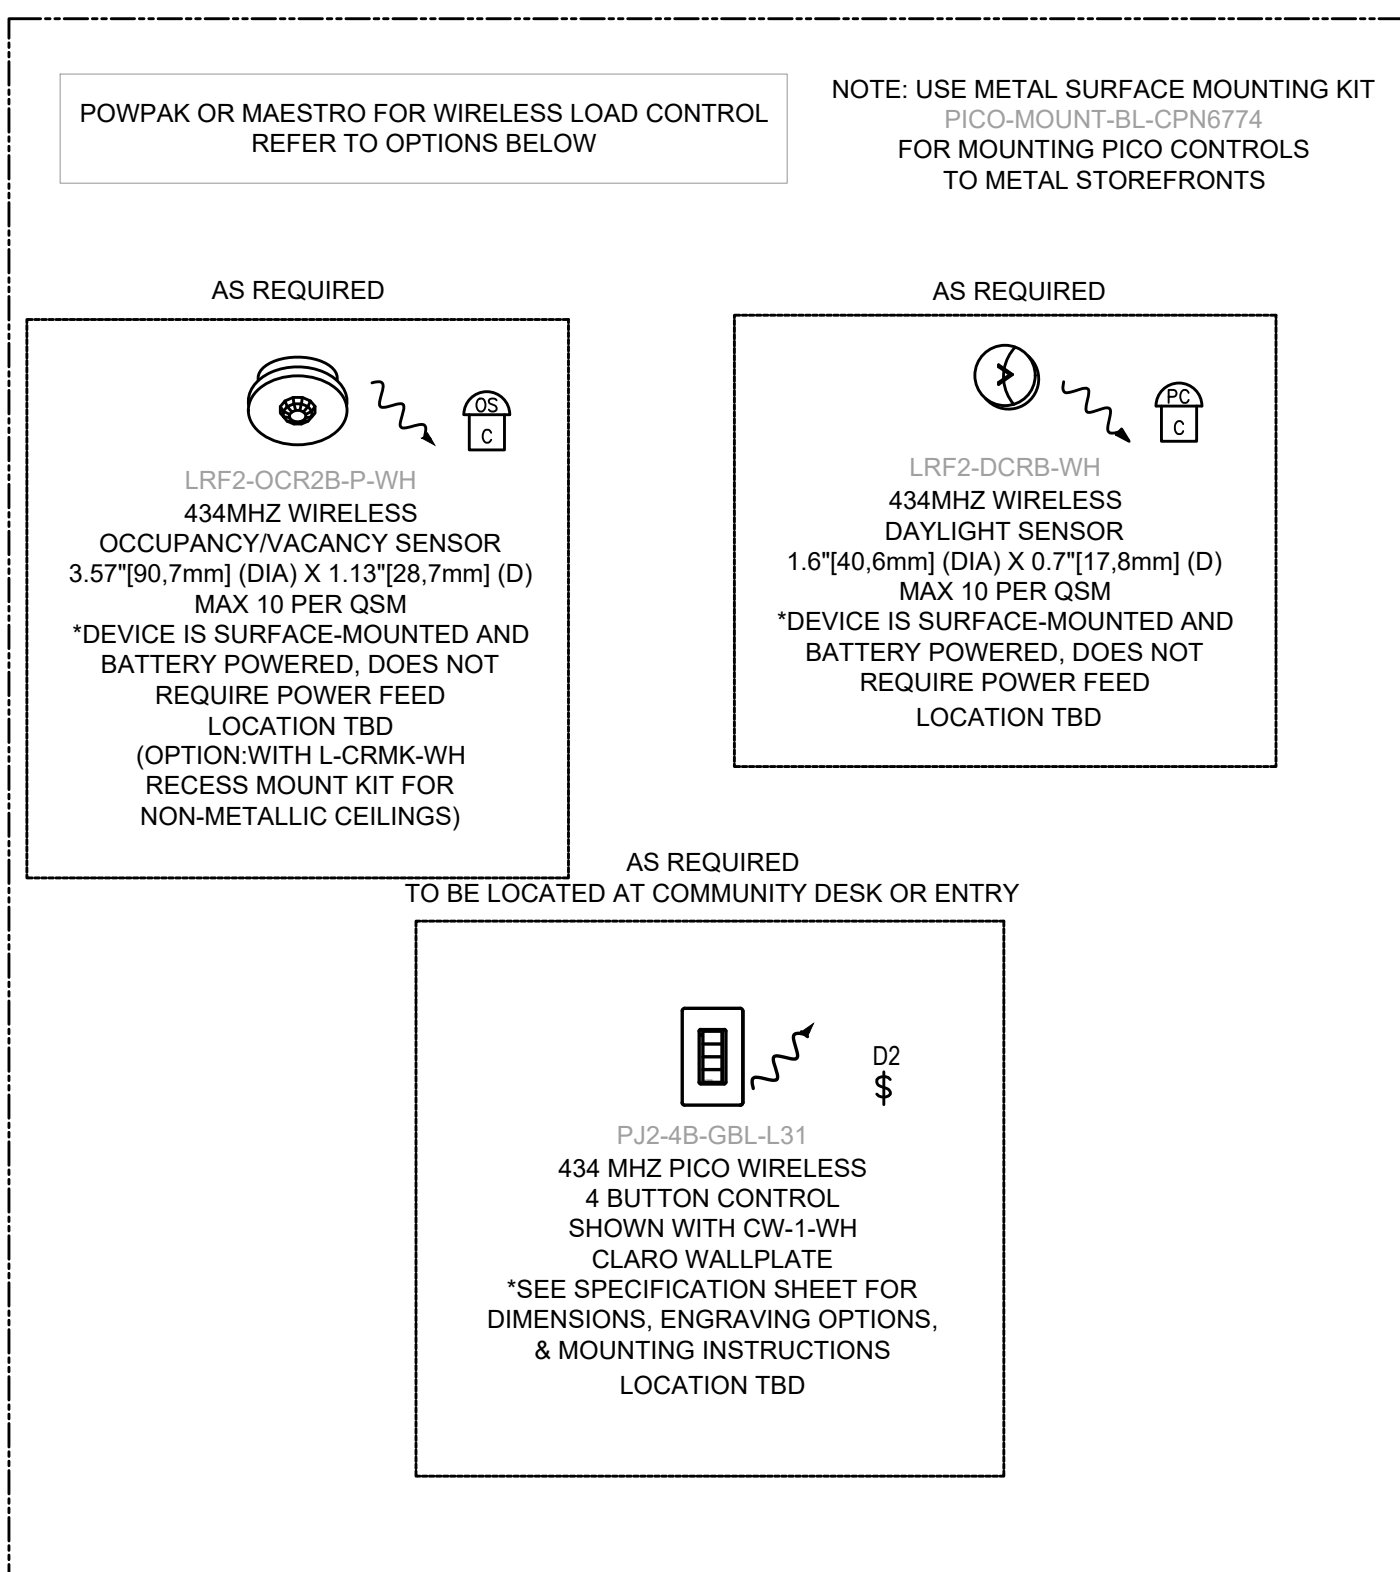 POWPAK OR MAESTRO FOR WIRELESS LOAD CONTROL
REFER TO OPTIONS BELOW
NOTE: USE METAL SURFACE MOUNTING KIT
PICO-MOUNT-BL-CPN6774
FOR MOUNTING PICO CONTROLS
TO METAL STOREFRONTS
AS REQUIRED
OS
C
LRF2-OCR2B-P-WH
434MHZ WIRELESS
OCCUPANCY/VACANCY SENSOR
3.57"[90,7mm] (DIA) X 1.13"[28,7mm] (D)
MAX 10 PER QSM
*DEVICE IS SURFACE-MOUNTED AND
BATTERY POWERED, DOES NOT
REQUIRE POWER FEED
LOCATION TBD
(OPTION:WITH L-CRMK-WH
RECESS MOUNT KIT FOR
NON-METALLIC CEILINGS)
AS REQUIRED
PC
C
LRF2-DCRB-WH
434MHZ WIRELESS
DAYLIGHT SENSOR
1.6"[40,6mm] (DIA) X 0.7"[17,8mm] (D)
MAX 10 PER QSM
*DEVICE IS SURFACE-MOUNTED AND
BATTERY POWERED, DOES NOT
REQUIRE POWER FEED
LOCATION TBD
AS REQUIRED
TO BE LOCATED AT COMMUNITY DESK OR ENTRY
D2
$
PJ2-4B-GBL-L31
434 MHZ PICO WIRELESS
4 BUTTON CONTROL
SHOWN WITH CW-1-WH
CLARO WALLPLATE
*SEE SPECIFICATION SHEET FOR
DIMENSIONS, ENGRAVING OPTIONS,
& MOUNTING INSTRUCTIONS
LOCATION TBD